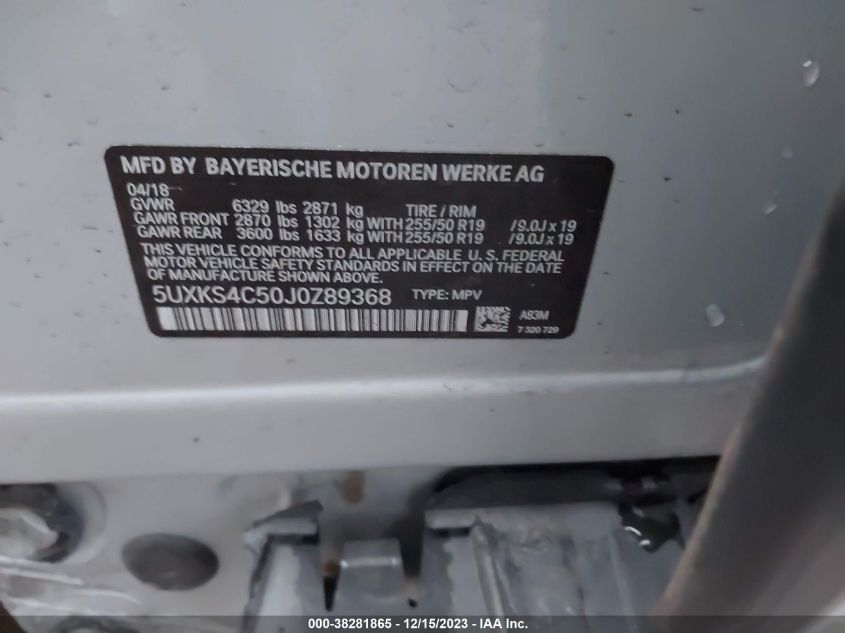 MFD BY BAYERISCHE MOTOREN WERKE AG
04/18
GVWR 6329 lbs 2871 kg TIRE / RIM
GAWR FRONT 2870 lbs 1302 kg WITH 255/50 R19 /9.0J x 19
GAWR REAR 3600 lbs 1633 kg WITH 255/50 R19 /9.0J x 19
THIS VEHICLE CONFORMS TO ALL APPLICABLE U. S. FEDERAL
MOTOR VEHICLE SAFETY STANDARDS IN EFFECT ON THE DATE
OF MANUFACTURE SHOWN ABOVE.
5UXKS4C50J0Z89368 TYPE: MPV
A83M
7 320 729
000-38281865 - 12/15/2023 - IAA Inc.